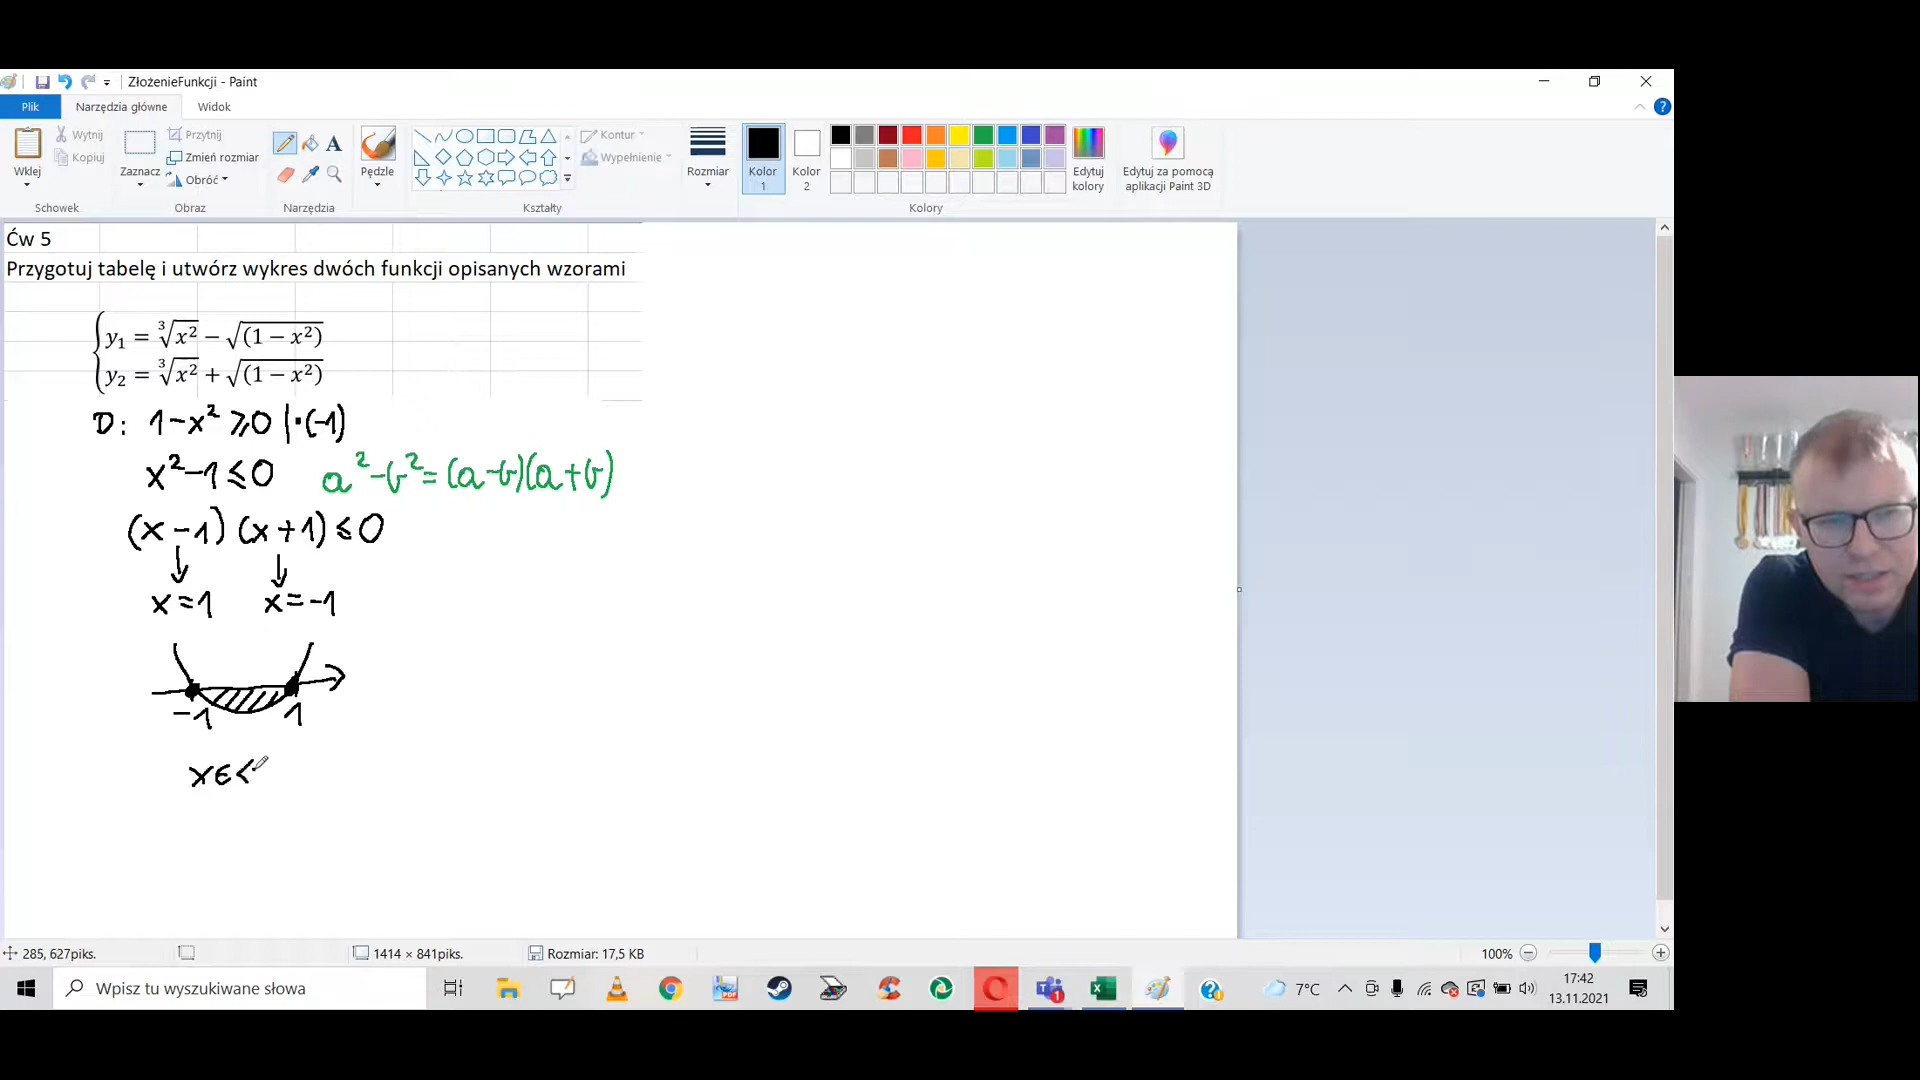 ZłożenieFunkcji - Paint
Plik
Narzędzia główne
Widok
Wklej
Wytnij
Kopiuj
Schowek
Zaznacz
Przytnij
Zmień rozmiar
Obróć
Obraz
A
Narzędzia
Pędzle
Kontur
Wypełnienie
Kształty
Rozmiar
Kolor
1
Kolor
2
Edytuj
kolory
Kolory
Edytuj za pomocą
aplikacji Paint 3D
Ćw 5
Przygotuj tabelę i utwórz wykres dwóch funkcji opisanych wzorami
y₁ = ∛x² − √(1 − x²)
y₂ = ∛x² + √(1 − x²)
D: 1-x² ≥ 0 |·(-1)
x²-1 ≤ 0
a²-b² = (a-b)(a+b)
(x-1)(x+1) ≤ 0
↓ ↓
x=1 x=-1
-1 1
x∈<
285, 627piks.
1414 × 841piks.
Rozmiar: 17,5 KB
100%
Wpisz tu wyszukiwane słowa
7°C
17:42
13.11.2021